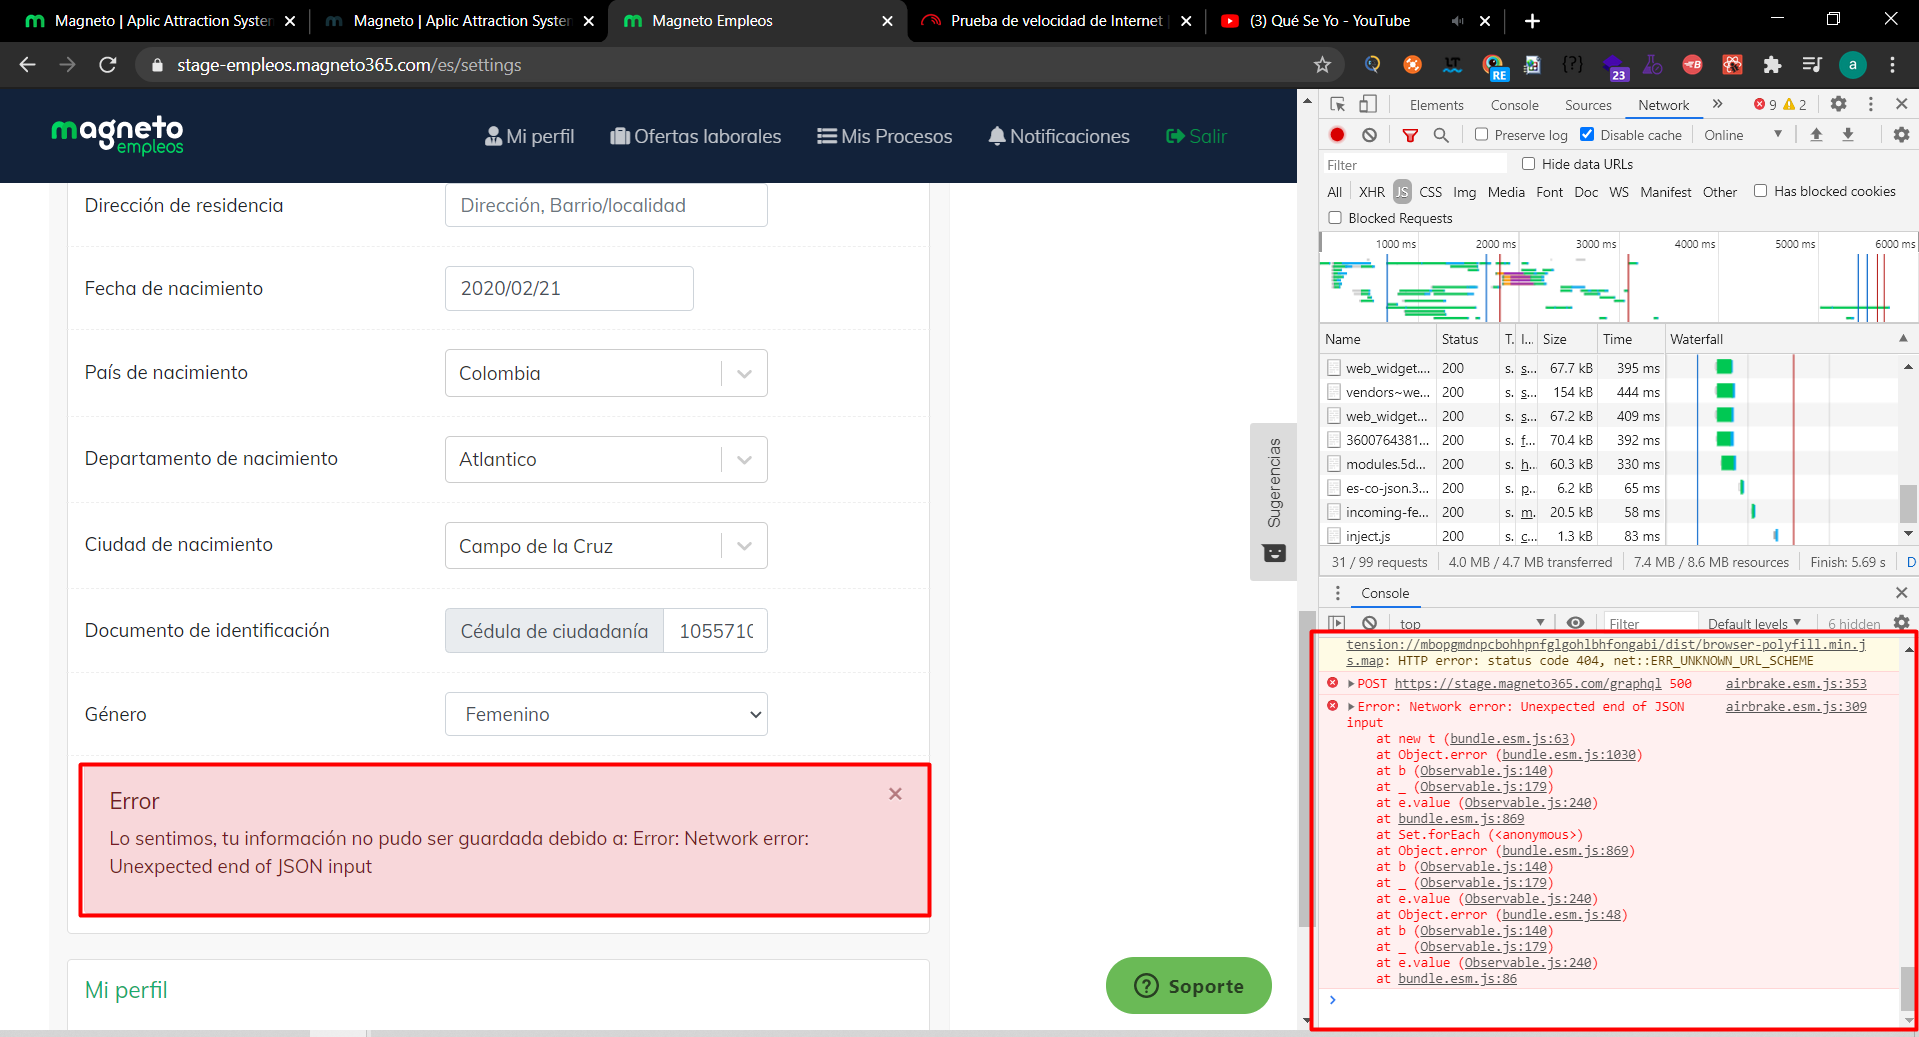 Magneto | Aplic Attraction System
Magneto | Aplic Attraction System
Magneto Empleos
Prueba de velocidad de Internet
(3) Qué Se Yo - YouTube
stage-empleos.magneto365.com/es/settings
RE
23
a
magneto
empleos
Mi perfil
Ofertas laborales
Mis Procesos
Notificaciones
Salir
Dirección de residencia
Dirección, Barrio/localidad
Fecha de nacimiento
2020/02/21
País de nacimiento
Colombia
Departamento de nacimiento
Atlantico
Ciudad de nacimiento
Campo de la Cruz
Documento de identificación
Cédula de ciudadanía
1055710
Género
Femenino
Error
Lo sentimos, tu información no pudo ser guardada debido a: Error: Network error:
Unexpected end of JSON input
Mi perfil
Sugerencias
Soporte
Elements Console Sources Network » 9 2
Preserve log Disable cache Online
Filter
Hide data URLs
All XHR JS CSS Img Media Font Doc WS Manifest Other Has blocked cookies
Blocked Requests
1000 ms 2000 ms 3000 ms 4000 ms 5000 ms 6000 ms
Name Status T. I... Size Time Waterfall
web_widget.... 200 s. s... 67.7 kB 395 ms
vendors~we... 200 s. s... 154 kB 444 ms
web_widget... 200 s. s... 67.2 kB 409 ms
3600764381... 200 s. f... 70.4 kB 392 ms
modules.5d... 200 s. h.. 60.3 kB 330 ms
es-co-json.3... 200 s. p.. 6.2 kB 65 ms
incoming-fe... 200 s. m. 20.5 kB 58 ms
inject.js 200 s. c... 1.3 kB 83 ms
31 / 99 requests 4.0 MB / 4.7 MB transferred 7.4 MB / 8.6 MB resources Finish: 5.69 s D
Console
top Filter Default levels 6 hidden
tension://mbopgmdnpcbohhpnfglgohlbhfongabi/dist/browser-polyfill.min.j
s.map: HTTP error: status code 404, net::ERR_UNKNOWN_URL_SCHEME
POST https://stage.magneto365.com/graphql 500 airbrake.esm.js:353
Error: Network error: Unexpected end of JSON airbrake.esm.js:309
input
at new t (bundle.esm.js:63)
at Object.error (bundle.esm.js:1030)
at b (Observable.js:140)
at _ (Observable.js:179)
at e.value (Observable.js:240)
at bundle.esm.js:869
at Set.forEach (<anonymous>)
at Object.error (bundle.esm.js:869)
at b (Observable.js:140)
at _ (Observable.js:179)
at e.value (Observable.js:240)
at Object.error (bundle.esm.js:48)
at b (Observable.js:140)
at _ (Observable.js:179)
at e.value (Observable.js:240)
at bundle.esm.js:86